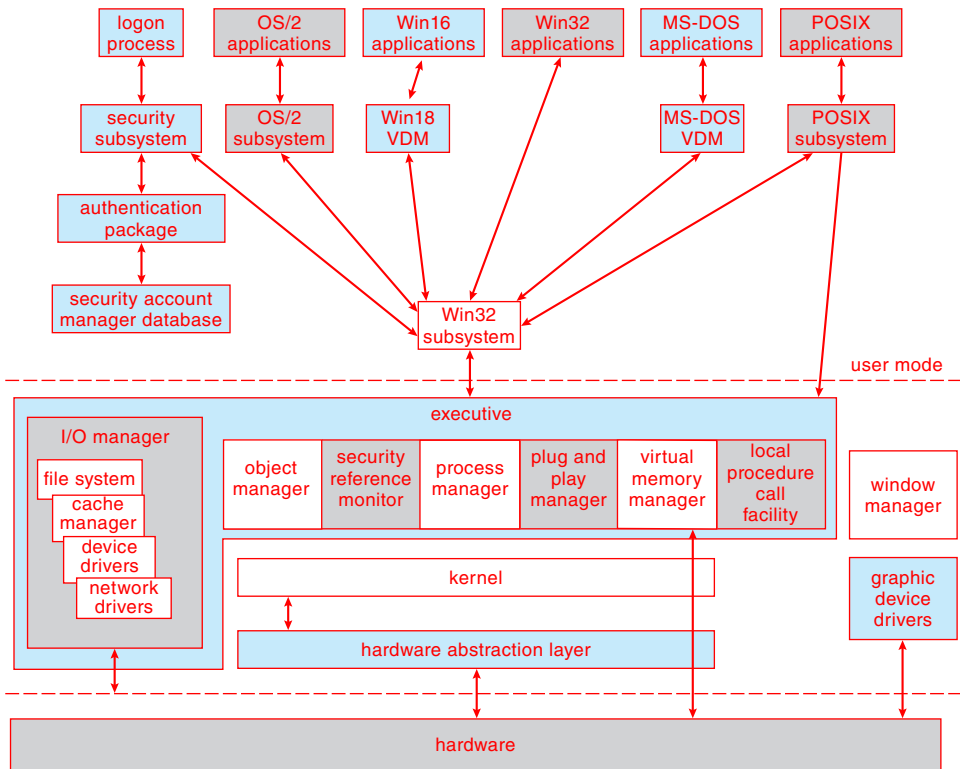 logon
process
OS/2
applications
Win16
applications
Win32
applications
MS-DOS
applications
POSIX
applications
security
subsystem
OS/2
subsystem
Win18
VDM
MS-DOS
VDM
POSIX
subsystem
authentication
package
security account
manager database
Win32
subsystem
user mode
executive
I/O manager
file system
cache
manager
device
drivers
network
drivers
object
manager
security
reference
monitor
process
manager
plug and
play
manager
virtual
memory
manager
local
procedure
call
facility
window
manager
kernel
graphic
device
drivers
hardware abstraction layer
hardware